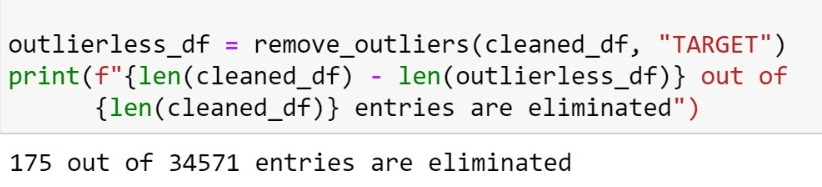 outlierless_df = remove_outliers(cleaned_df, "TARGET")
print(f"{len(cleaned_df) - len(outlierless_df)} out of
{len(cleaned_df)} entries are eliminated")
175 out of 34571 entries are eliminated